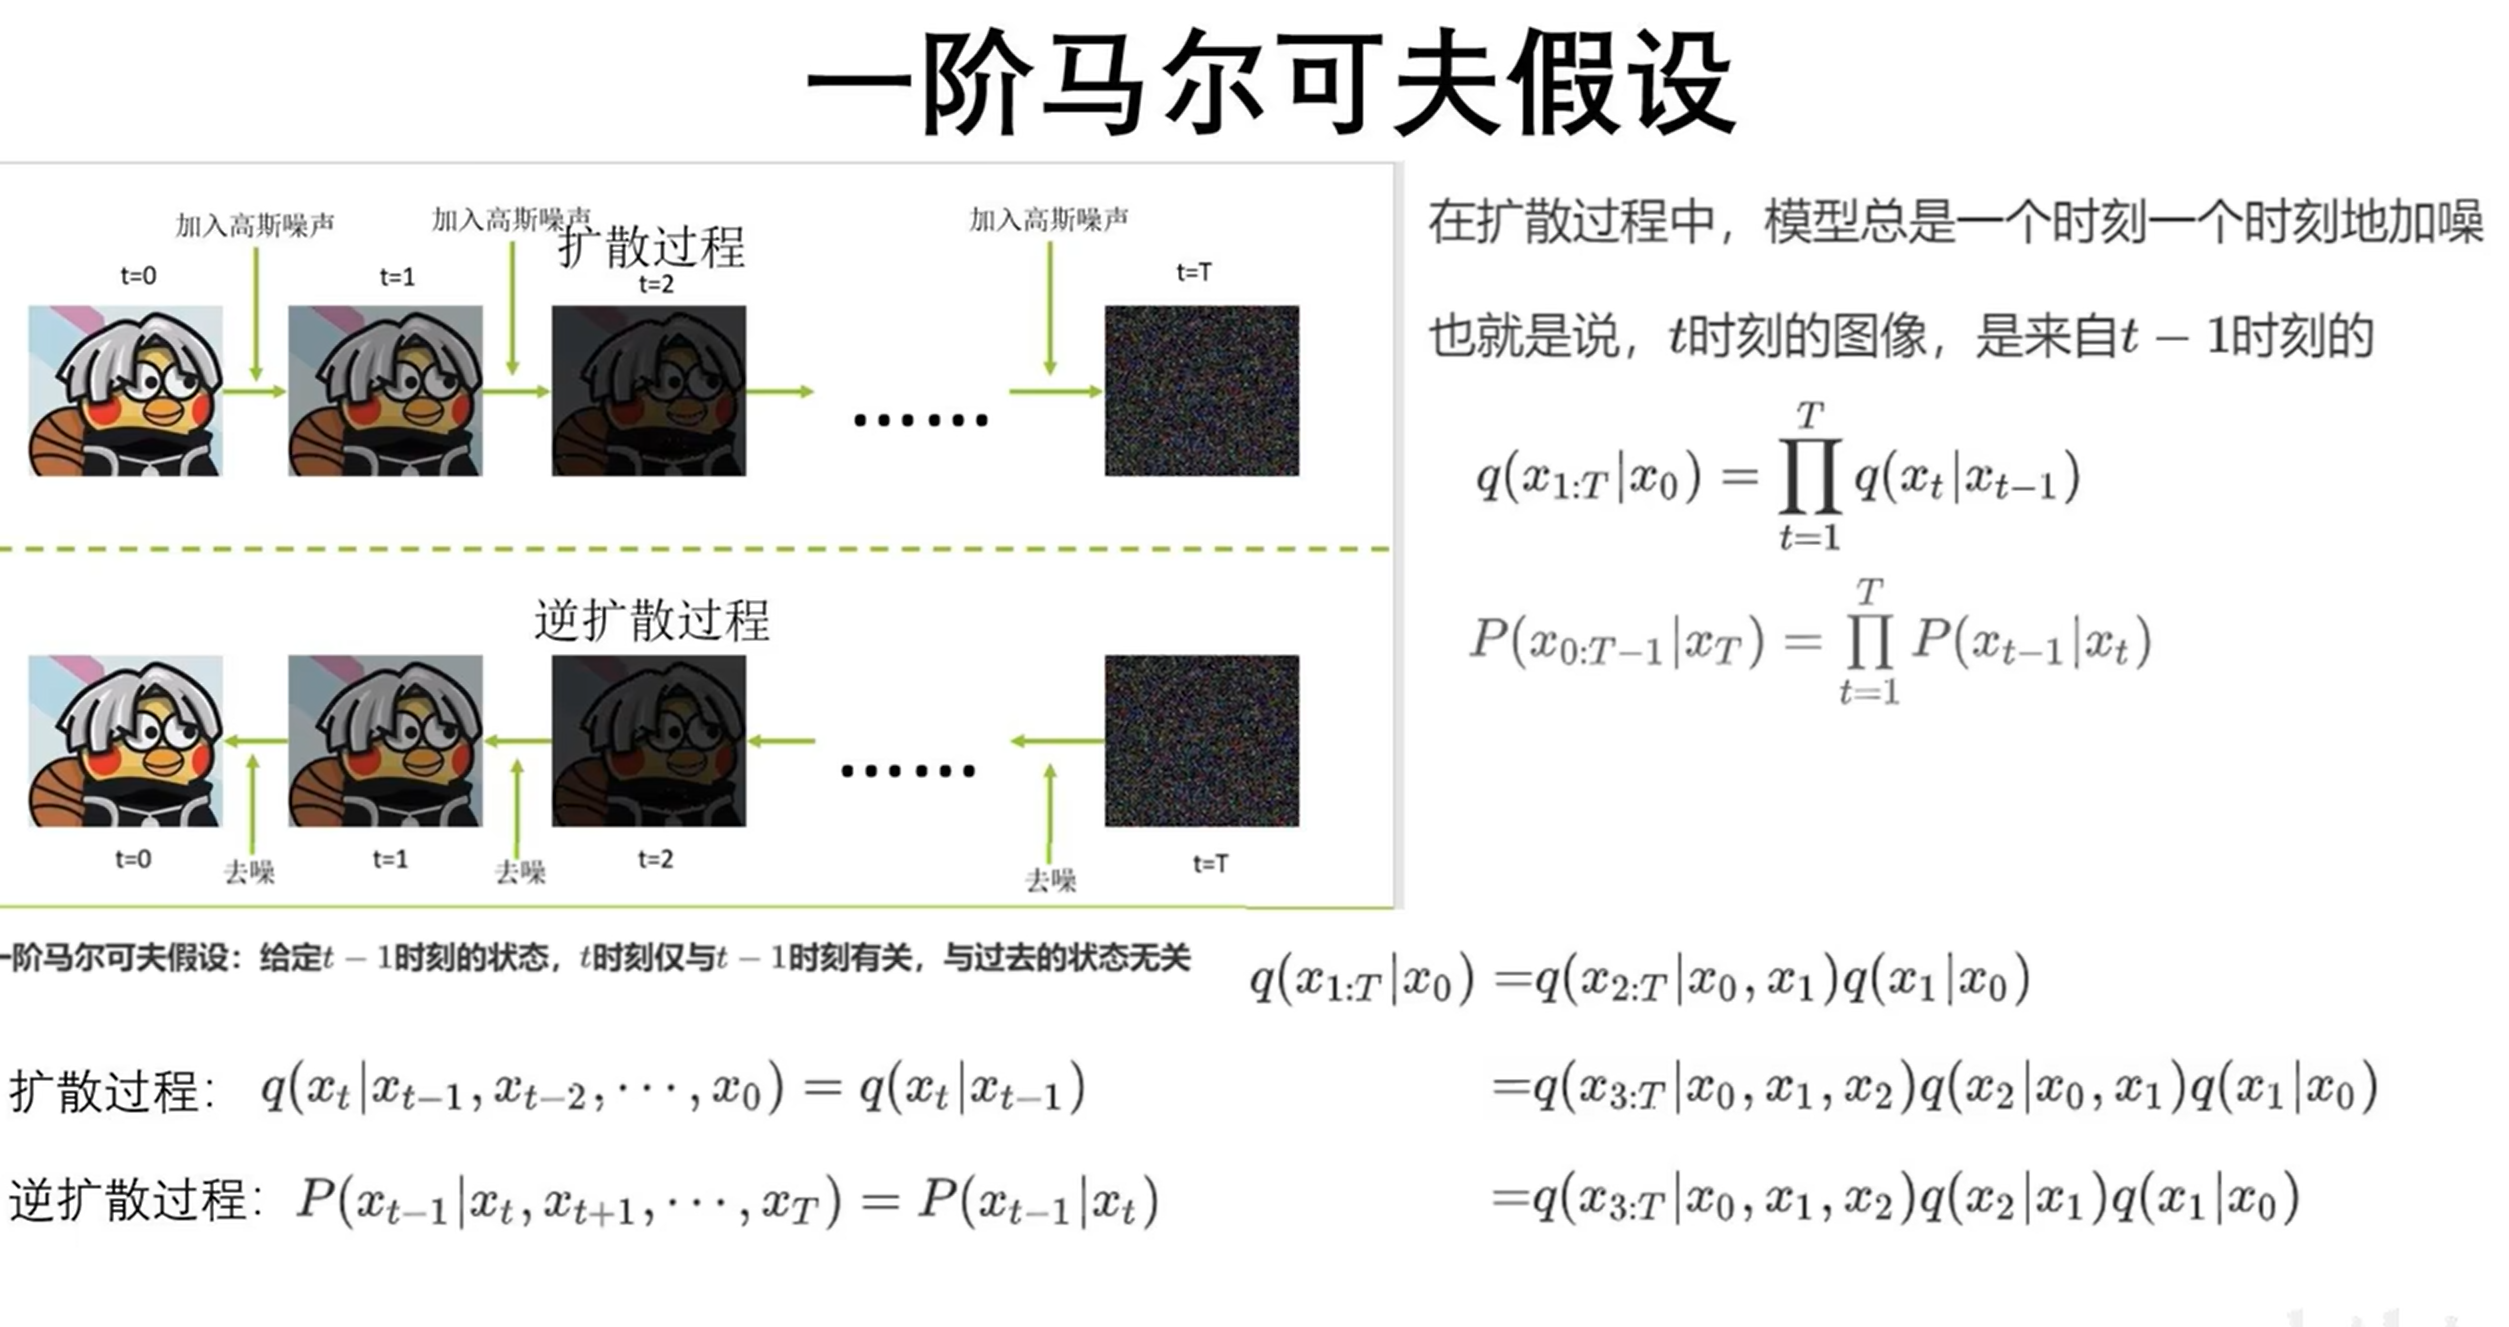 一阶马尔可夫假设
加入高斯噪声
加入高斯噪声
扩散过程
加入高斯噪声
t=0
t=1
t=2
t=T
逆扩散过程
t=0
t=1
t=2
t=T
去噪
去噪
去噪
在扩散过程中，模型总是一个时刻一个时刻地加噪
也就是说，t时刻的图像，是来自t − 1时刻的
q(x_{1:T}|x_0) = ∏_{t=1}^{T} q(x_t|x_{t−1})
P(x_{0:T−1}|x_T) = ∏_{t=1}^{T} P(x_{t−1}|x_t)
一阶马尔可夫假设：给定t − 1时刻的状态，t时刻仅与t − 1时刻有关，与过去的状态无关
扩散过程： q(x_t|x_{t−1}, x_{t−2}, ⋯, x_0) = q(x_t|x_{t−1})
逆扩散过程： P(x_{t−1}|x_t, x_{t+1}, ⋯, x_T) = P(x_{t−1}|x_t)
q(x_{1:T}|x_0) =q(x_{2:T}|x_0, x_1)q(x_1|x_0)
=q(x_{3:T}|x_0, x_1, x_2)q(x_2|x_0, x_1)q(x_1|x_0)
=q(x_{3:T}|x_0, x_1, x_2)q(x_2|x_1)q(x_1|x_0)